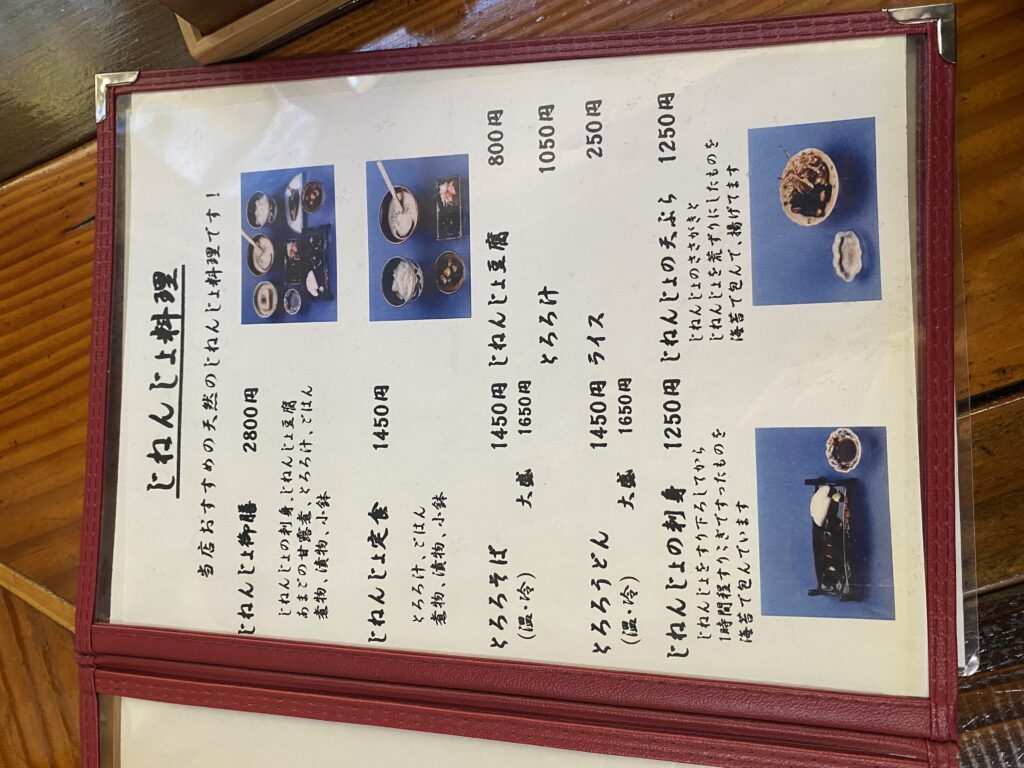 じねんじょ料理
当店おすすめの天然のじねんじょ料理です！
じねんじょ御膳 2800円
じねんじょの刺身、じねんじょ豆腐
あまごの甘露煮、とろろ汁、ごはん
煮物、漬物、小鉢
じねんじょ定食 1450円
とろろ汁、ごはん
煮物、漬物、小鉢
とろろそば 1450円
(温・冷) 大盛 1650円
とろろうどん 1450円
(温・冷) 大盛 1650円
じねんじょ豆腐 800円
とろろ汁 1050円
ライス 250円
じねんじょの刺身 1250円
じねんじょをすり下ろしてから
1時間程すりこぎですったものを
海苔で包んでいます
じねんじょの天ぷら 1250円
じねんじょのささがきと
じねんじょを荒ずりにしたものを
海苔で包んで、揚げてます